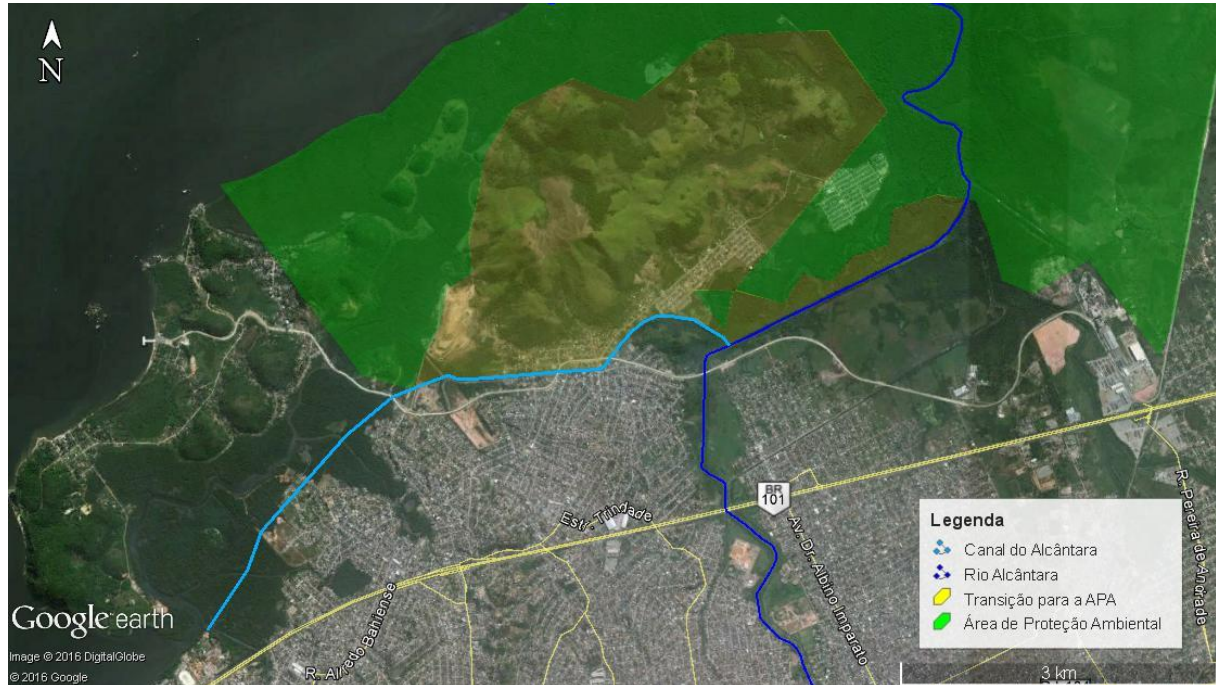 N
BR
101
Estr. Trindade
Av. Dr. Albino Imparato
R. Alfredo Bahiense
R. Pereira de Andrade
Legenda
Canal do Alcântara
Rio Alcântara
Transição para a APA
Área de Proteção Ambiental
Google earth
Image © 2016 DigitalGlobe
© 2016 Google
3 km